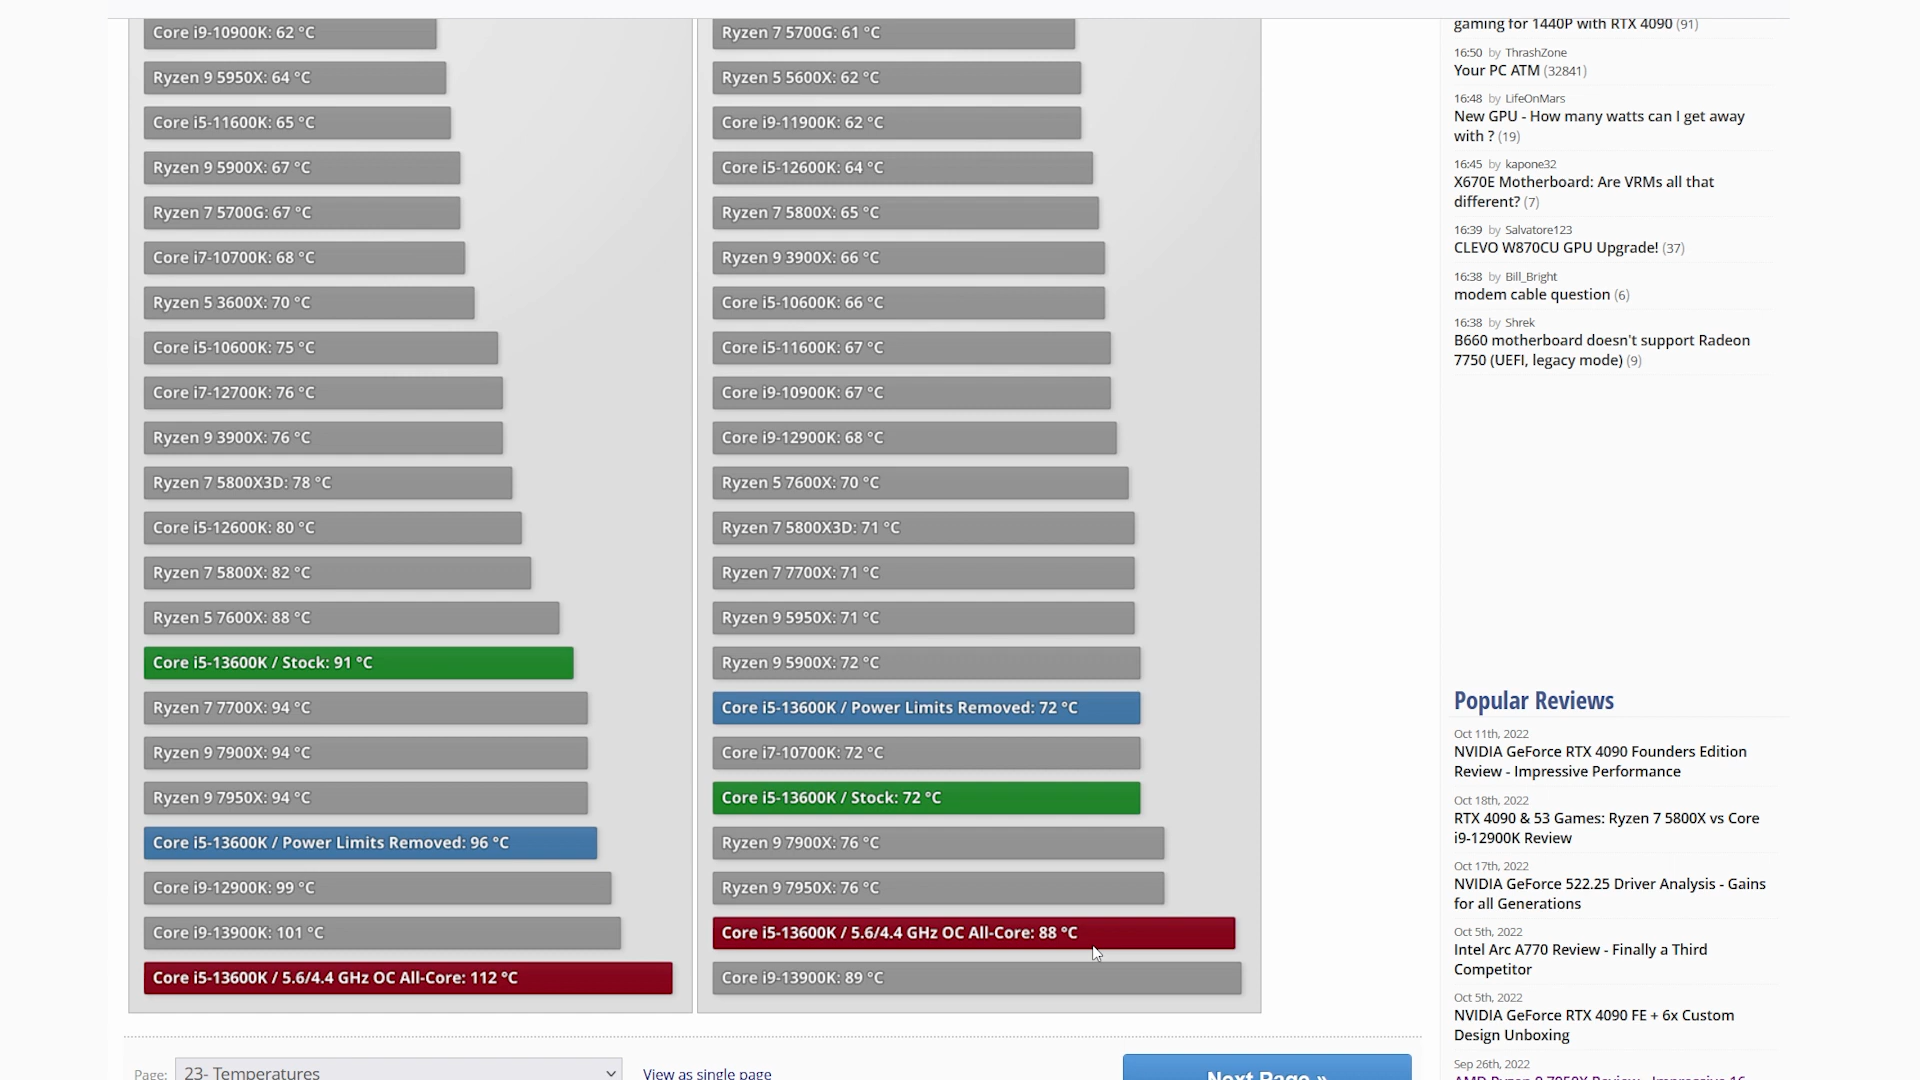 Core i9-10900K: 62 °C
Ryzen 9 5950X: 64 °C
Core i5-11600K: 65 °C
Ryzen 9 5900X: 67 °C
Ryzen 7 5700G: 67 °C
Core i7-10700K: 68 °C
Ryzen 5 3600X: 70 °C
Core i5-10600K: 75 °C
Core i7-12700K: 76 °C
Ryzen 9 3900X: 76 °C
Ryzen 7 5800X3D: 78 °C
Core i5-12600K: 80 °C
Ryzen 7 5800X: 82 °C
Ryzen 5 7600X: 88 °C
Core i5-13600K / Stock: 91 °C
Ryzen 7 7700X: 94 °C
Ryzen 9 7900X: 94 °C
Ryzen 9 7950X: 94 °C
Core i5-13600K / Power Limits Removed: 96 °C
Core i9-12900K: 99 °C
Core i9-13900K: 101 °C
Core i5-13600K / 5.6/4.4 GHz OC All-Core: 112 °C
Ryzen 7 5700G: 61 °C
Ryzen 5 5600X: 62 °C
Core i9-11900K: 62 °C
Core i5-12600K: 64 °C
Ryzen 7 5800X: 65 °C
Ryzen 9 3900X: 66 °C
Core i5-10600K: 66 °C
Core i5-11600K: 67 °C
Core i9-10900K: 67 °C
Core i9-12900K: 68 °C
Ryzen 5 7600X: 70 °C
Ryzen 7 5800X3D: 71 °C
Ryzen 7 7700X: 71 °C
Ryzen 9 5950X: 71 °C
Ryzen 9 5900X: 72 °C
Core i5-13600K / Power Limits Removed: 72 °C
Core i7-10700K: 72 °C
Core i5-13600K / Stock: 72 °C
Ryzen 9 7900X: 76 °C
Ryzen 9 7950X: 76 °C
Core i5-13600K / 5.6/4.4 GHz OC All-Core: 88 °C
Core i9-13900K: 89 °C
Page: 23- Temperatures
View as single page
Next Page »
gaming for 1440P with RTX 4090 (91)
16:50 by ThrashZone
Your PC ATM (32841)
16:48 by LifeOnMars
New GPU - How many watts can I get away
with ? (19)
16:45 by kapone32
X670E Motherboard: Are VRMs all that
different? (7)
16:39 by Salvatore123
CLEVO W870CU GPU Upgrade! (37)
16:38 by Bill_Bright
modem cable question (6)
16:38 by Shrek
B660 motherboard doesn't support Radeon
7750 (UEFI, legacy mode) (9)
Popular Reviews
Oct 11th, 2022
NVIDIA GeForce RTX 4090 Founders Edition
Review - Impressive Performance
Oct 18th, 2022
RTX 4090 & 53 Games: Ryzen 7 5800X vs Core
i9-12900K Review
Oct 17th, 2022
NVIDIA GeForce 522.25 Driver Analysis - Gains
for all Generations
Oct 5th, 2022
Intel Arc A770 Review - Finally a Third
Competitor
Oct 5th, 2022
NVIDIA GeForce RTX 4090 FE + 6x Custom
Design Unboxing
Sep 26th, 2022
AMD Ryzen 9 7950X Review - Impressive 16